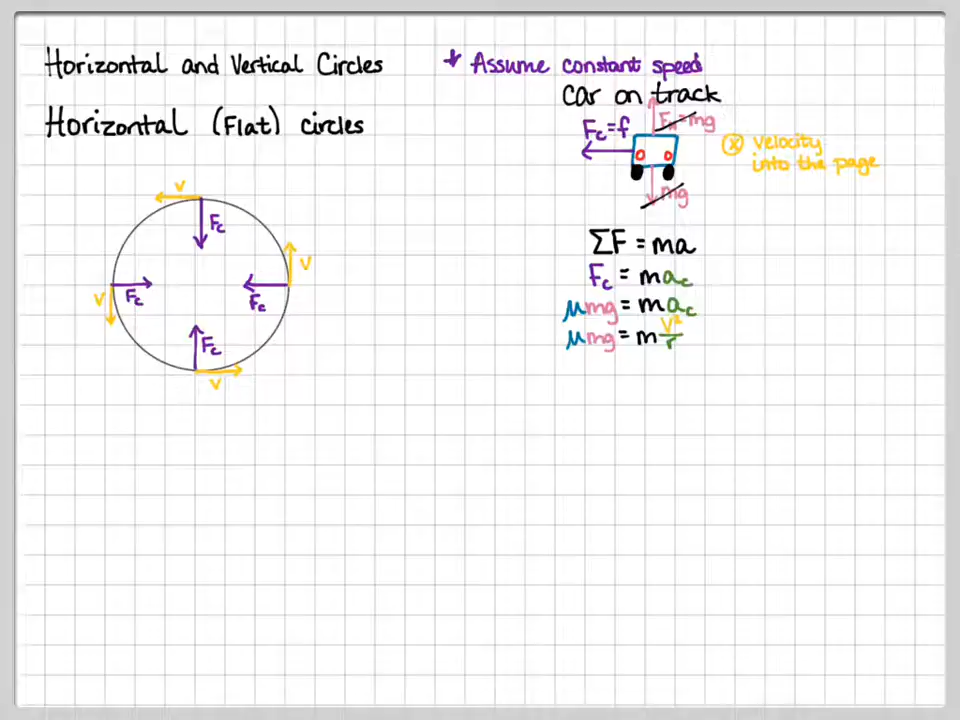 Horizontal and Vertical Circles
* Assume constant speed
Horizontal (Flat) circles
Car on track
Fc=f
FN=mg
ⓧ velocity
into the page
mg
ΣF = ma
Fc = mac
μmg = mac
μmg = m v²/r
v
Fc
v
Fc
v
Fc
v
Fc